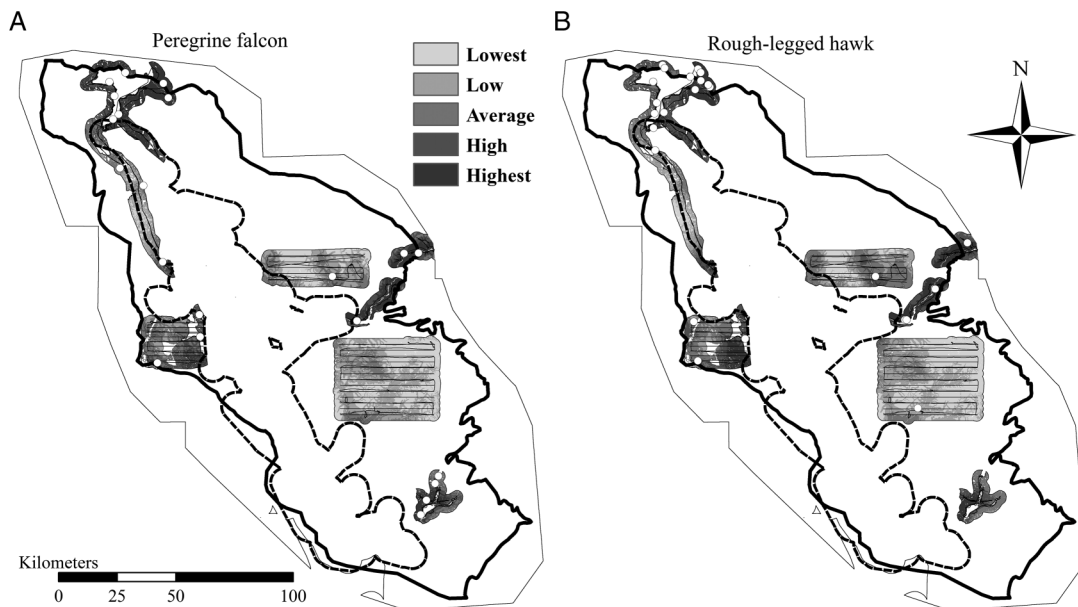 A
Peregrine falcon
Lowest
Low
Average
High
Highest
Kilometers
0 25 50 100
B
Rough-legged hawk
N